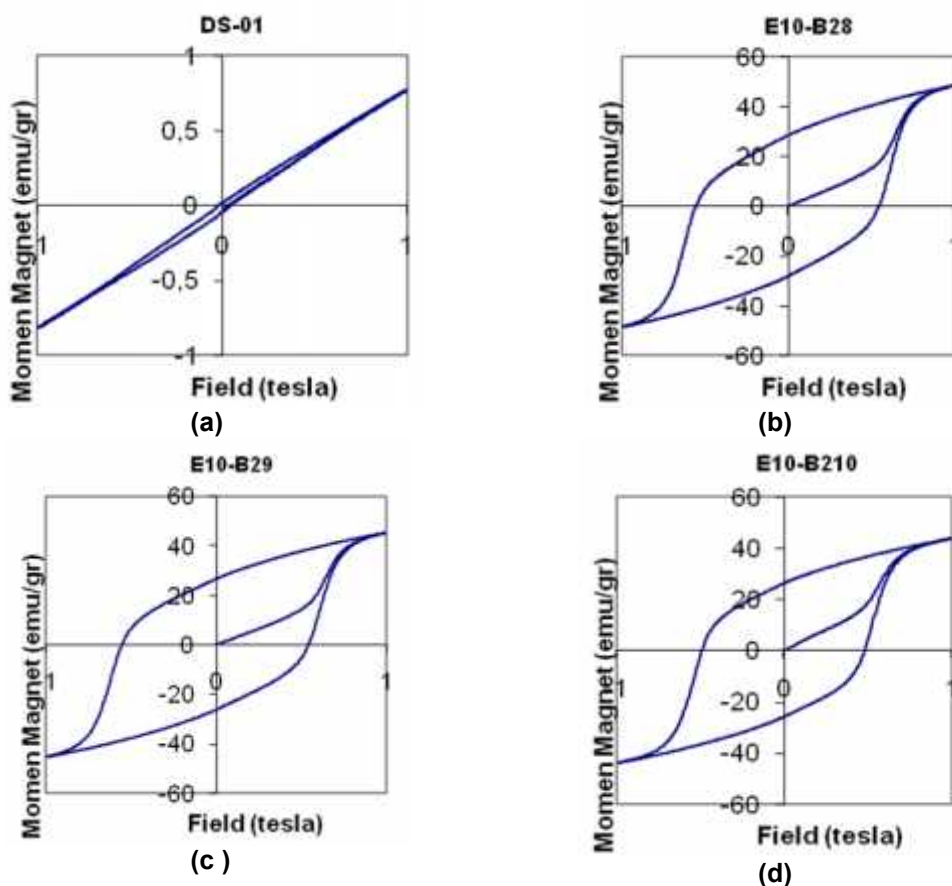 DS-01
1
0,5
0
-0,5
-1
1
0
1
Momen Magnet (emu/gr)
Field (tesla)
(a)
E10-B28
60
40
20
0
-20
-40
-60
1
0
1
Momen Magnet (emu/gr)
Field (tesla)
(b)
E10-B29
60
40
20
0
-20
-40
-60
1
0
1
Momen Magnet (emu/gr)
Field (tesla)
(c )
E10-B210
60
40
20
0
-20
-40
-60
1
0
1
Momen Magnet (emu/gr)
Field (tesla)
(d)